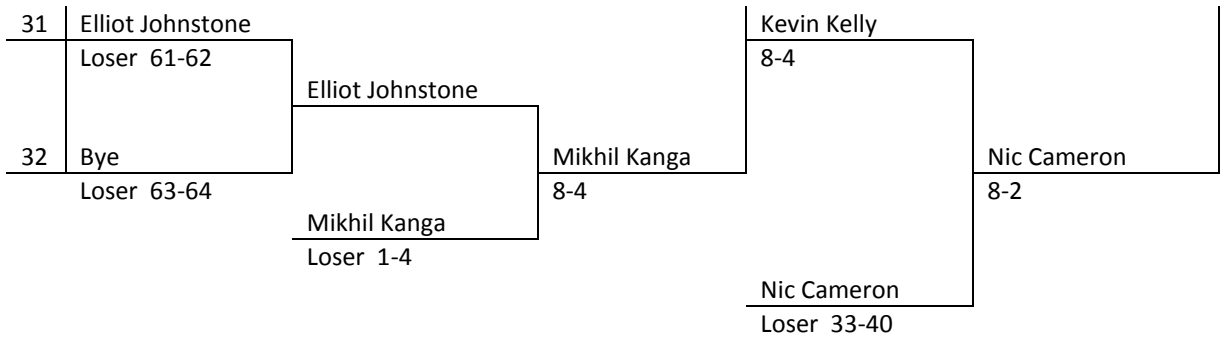 31 Elliot Johnstone Kevin Kelly
Loser 61-62 8-4
Elliot Johnstone
32 Bye Mikhil Kanga Nic Cameron
Loser 63-64 8-4 8-2
Mikhil Kanga
Loser 1-4
Nic Cameron
Loser 33-40